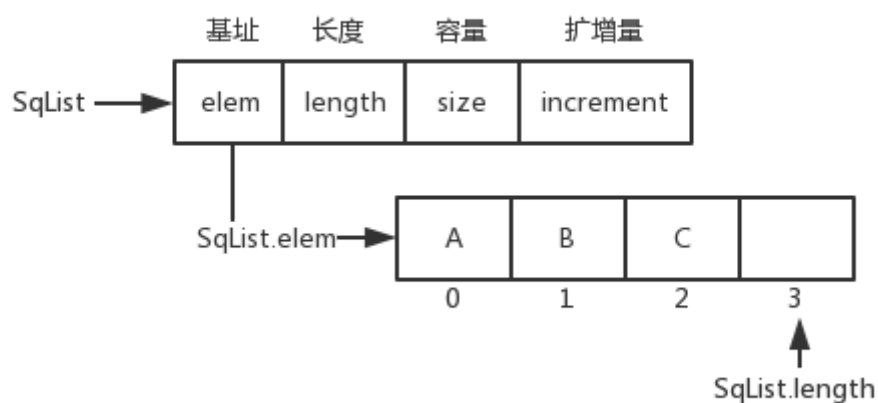 基址 长度 容量 扩增量
SqList elem length size increment
SqList.elem A B C
0 1 2 3
SqList.length